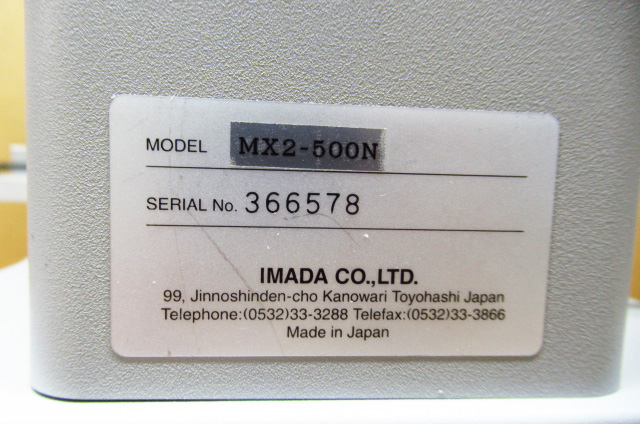 MODEL MX2-500N
SERIAL No. 366578
IMADA CO.,LTD.
99, Jinnoshinden-cho Kanowari Toyohashi Japan
Telephone:(0532)33-3288 Telefax:(0532)33-3866
Made in Japan